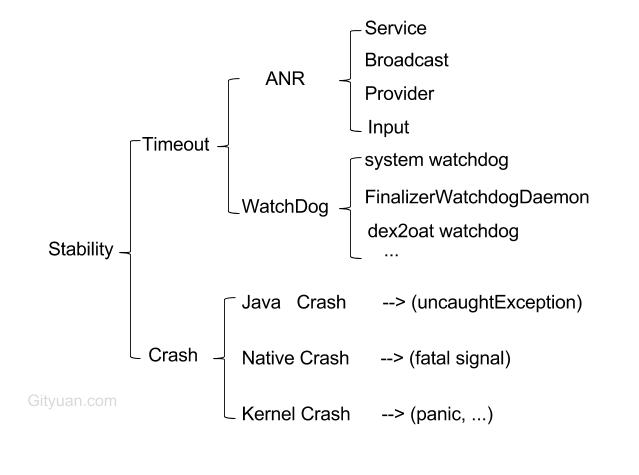 Service
Broadcast
ANR
Provider
Input
Timeout
system watchdog
FinalizerWatchdogDaemon
WatchDog
dex2oat watchdog
...
Stability
Java Crash --> (uncaughtException)
Crash
Native Crash --> (fatal signal)
Kernel Crash --> (panic, ...)
Gityuan.com